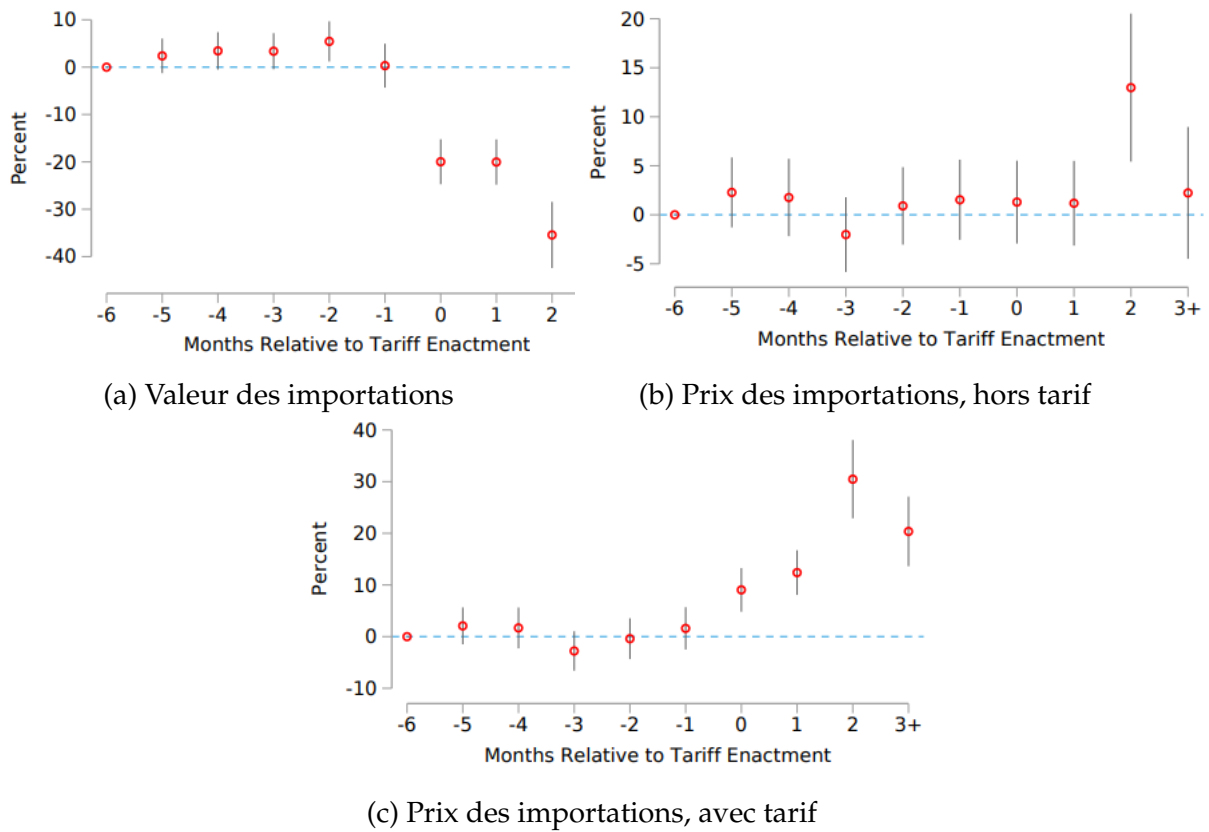 10
0
-10
-20
-30
-40
Percent
-6 -5 -4 -3 -2 -1 0 1 2
Months Relative to Tariff Enactment
(a) Valeur des importations
20
15
10
5
0
-5
Percent
-6 -5 -4 -3 -2 -1 0 1 2 3+
Months Relative to Tariff Enactment
(b) Prix des importations, hors tarif
40
30
20
10
0
-10
Percent
-6 -5 -4 -3 -2 -1 0 1 2 3+
Months Relative to Tariff Enactment
(c) Prix des importations, avec tarif